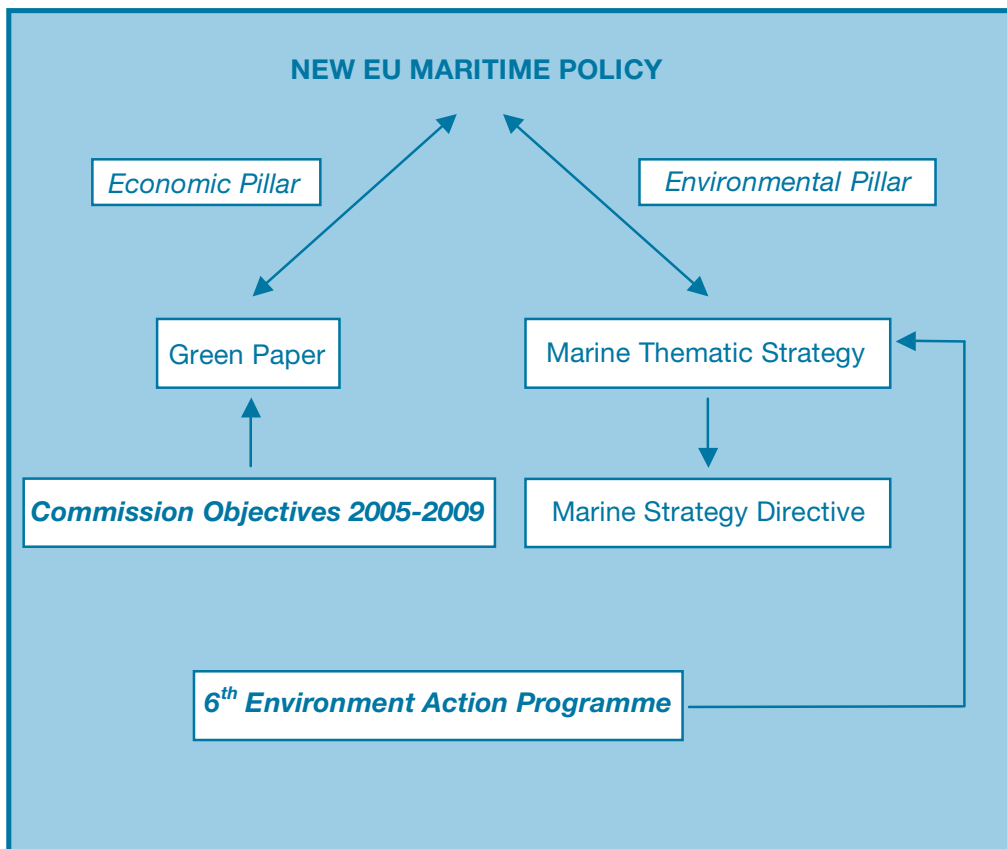 NEW EU MARITIME POLICY
Economic Pillar
Environmental Pillar
Green Paper
Marine Thematic Strategy
Commission Objectives 2005-2009
Marine Strategy Directive
6th Environment Action Programme